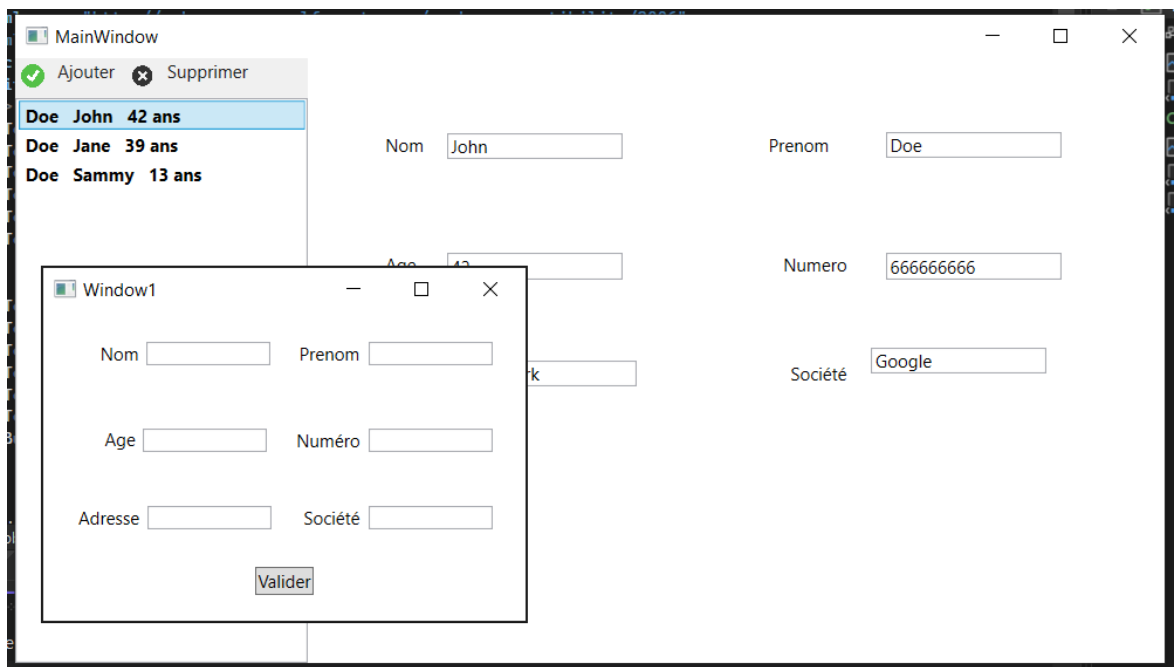 MainWindow
Ajouter Supprimer
Doe John 42 ans
Doe Jane 39 ans
Doe Sammy 13 ans
Nom John Prenom Doe
Numero 666666666
Société Google
Window1
Nom Prenom
Age Numéro
Adresse Société
Valider